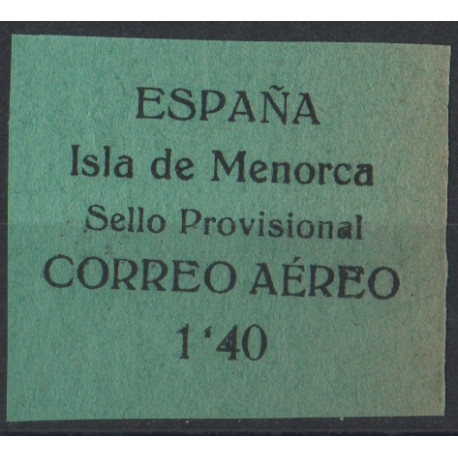 ESPAÑA
Isla de Menorca
Sello Provisional
CORREO AÉREO
1‘40